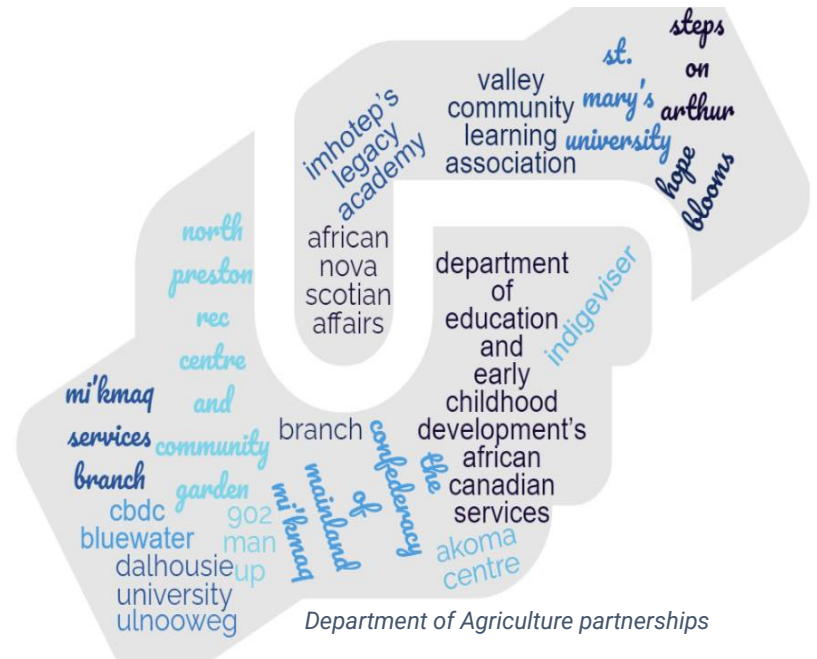 steps
on
arthur
st.
mary's
university
hope
blooms
valley
community
learning
association
imhotep's
legacy
academy
african
nova
scotian
affairs
north
preston
rec
centre
and
community
garden
department
of
education
and
early
childhood
development's
african
canadian
services
branch
indigeviser
mi'kmaq
services
branch
the
confederacy
of
mainland
mi'kmaq
cbdc
bluewater
902
man
up
dalhousie
university
ulnooweg
akoma
centre
Department of Agriculture partnerships